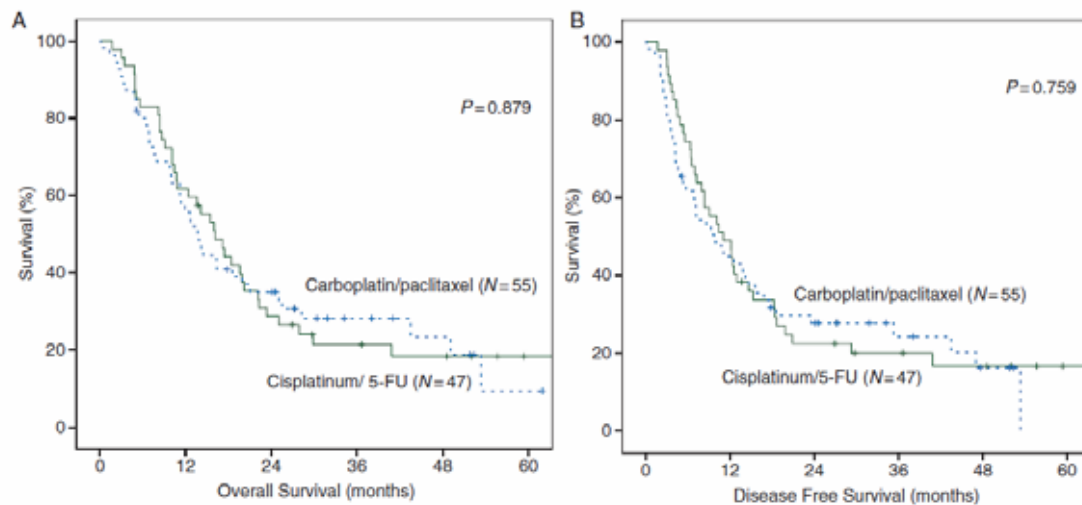 A
100
80
60
40
20
0
Survival (%)
P=0.879
Carboplatin/paclitaxel (N=55)
Cisplatinum/ 5-FU (N=47)
0 12 24 36 48 60
Overall Survival (months)
B
100
80
60
40
20
0
Survival (%)
P=0.759
Carboplatin/paclitaxel (N=55)
Cisplatinum/5-FU (N=47)
0 12 24 36 48 60
Disease Free Survival (months)